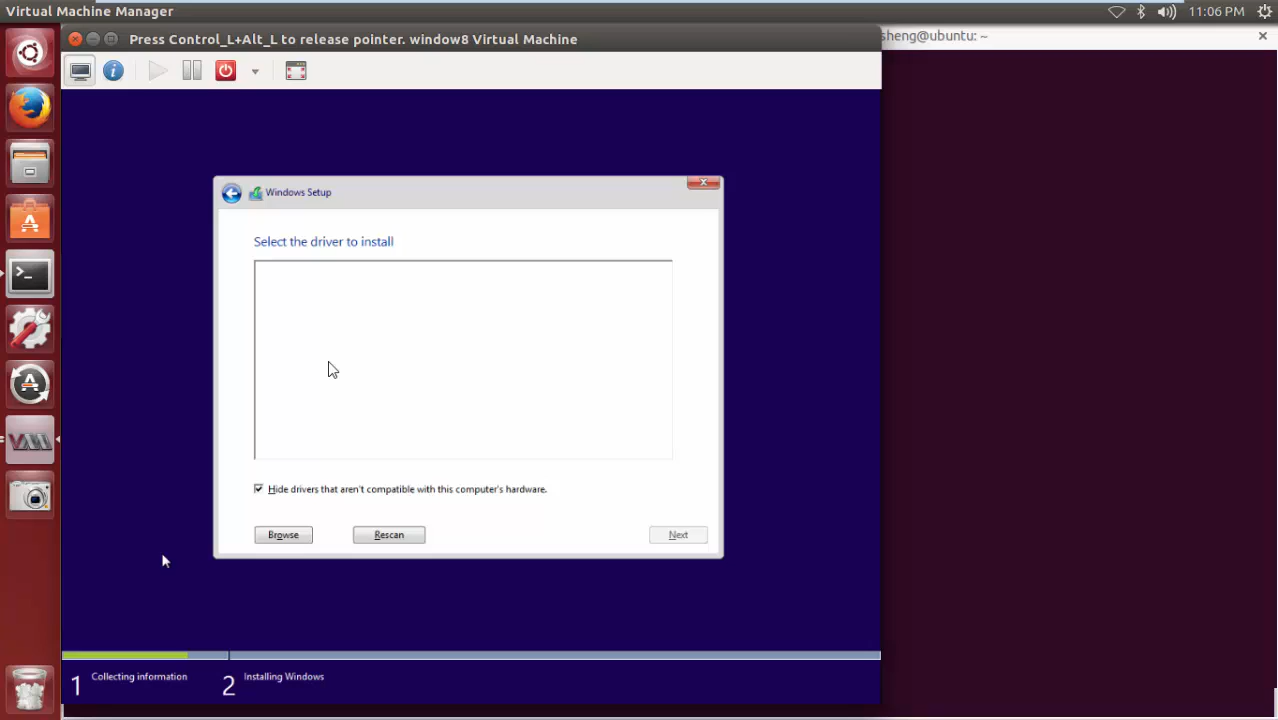 Virtual Machine Manager
11:06 PM
Press Control_L+Alt_L to release pointer. window8 Virtual Machine
sheng@ubuntu: ~
Windows Setup
Select the driver to install
Hide drivers that aren't compatible with this computer's hardware.
Browse
Rescan
Next
1 Collecting information
2 Installing Windows